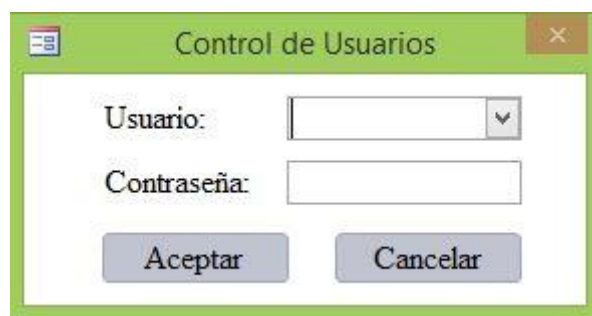 Control de Usuarios
Usuario:
Contraseña:
Aceptar Cancelar